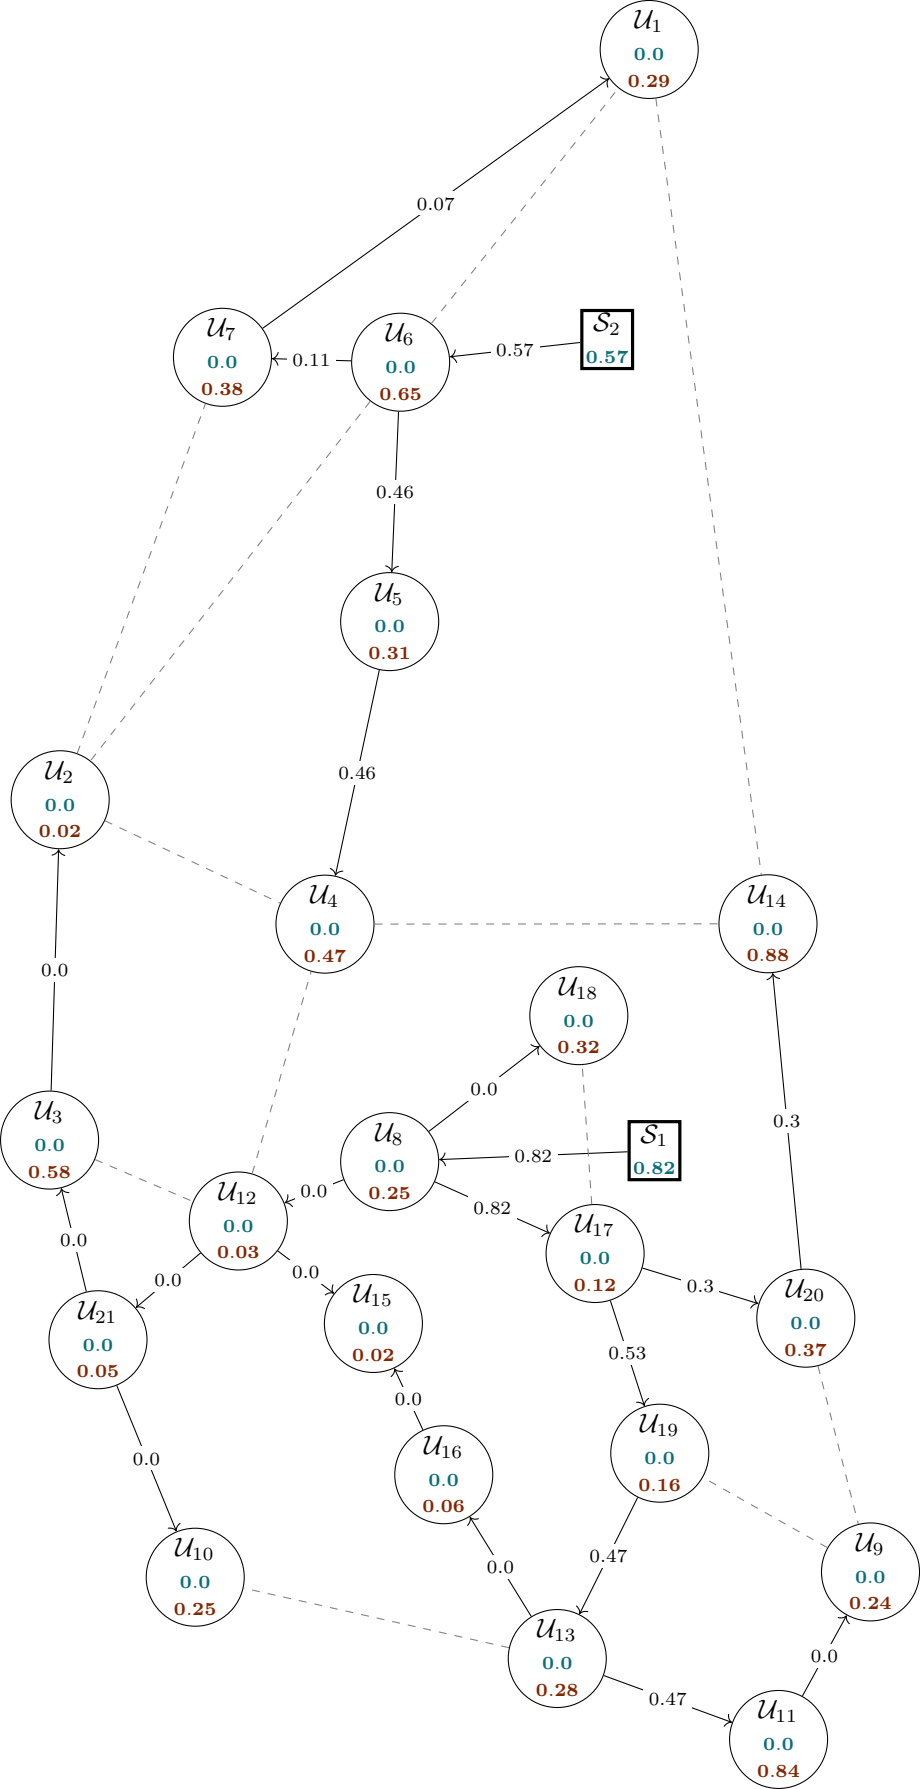 𝒰₁
0.0
0.29
0.07
𝒰₇
0.0
0.38
0.11
𝒰₆
0.0
0.65
0.57
𝒮₂
0.57
0.46
𝒰₅
0.0
0.31
0.46
𝒰₂
0.0
0.02
𝒰₄
0.0
0.47
𝒰₁₄
0.0
0.88
0.0
𝒰₁₈
0.0
0.32
0.0
0.3
𝒰₃
0.0
0.58
𝒰₈
0.0
0.25
0.82
𝒮₁
0.82
𝒰₁₂
0.0
0.03
0.0
0.82
𝒰₁₇
0.0
0.12
0.0
0.0
0.0
0.3
𝒰₂₁
0.0
0.05
𝒰₁₅
0.0
0.02
0.53
𝒰₂₀
0.0
0.37
0.0
0.0
𝒰₁₆
0.0
0.06
𝒰₁₉
0.0
0.16
𝒰₁₀
0.0
0.25
0.0
0.47
𝒰₉
0.0
0.24
𝒰₁₃
0.0
0.28
0.47
0.0
𝒰₁₁
0.0
0.84